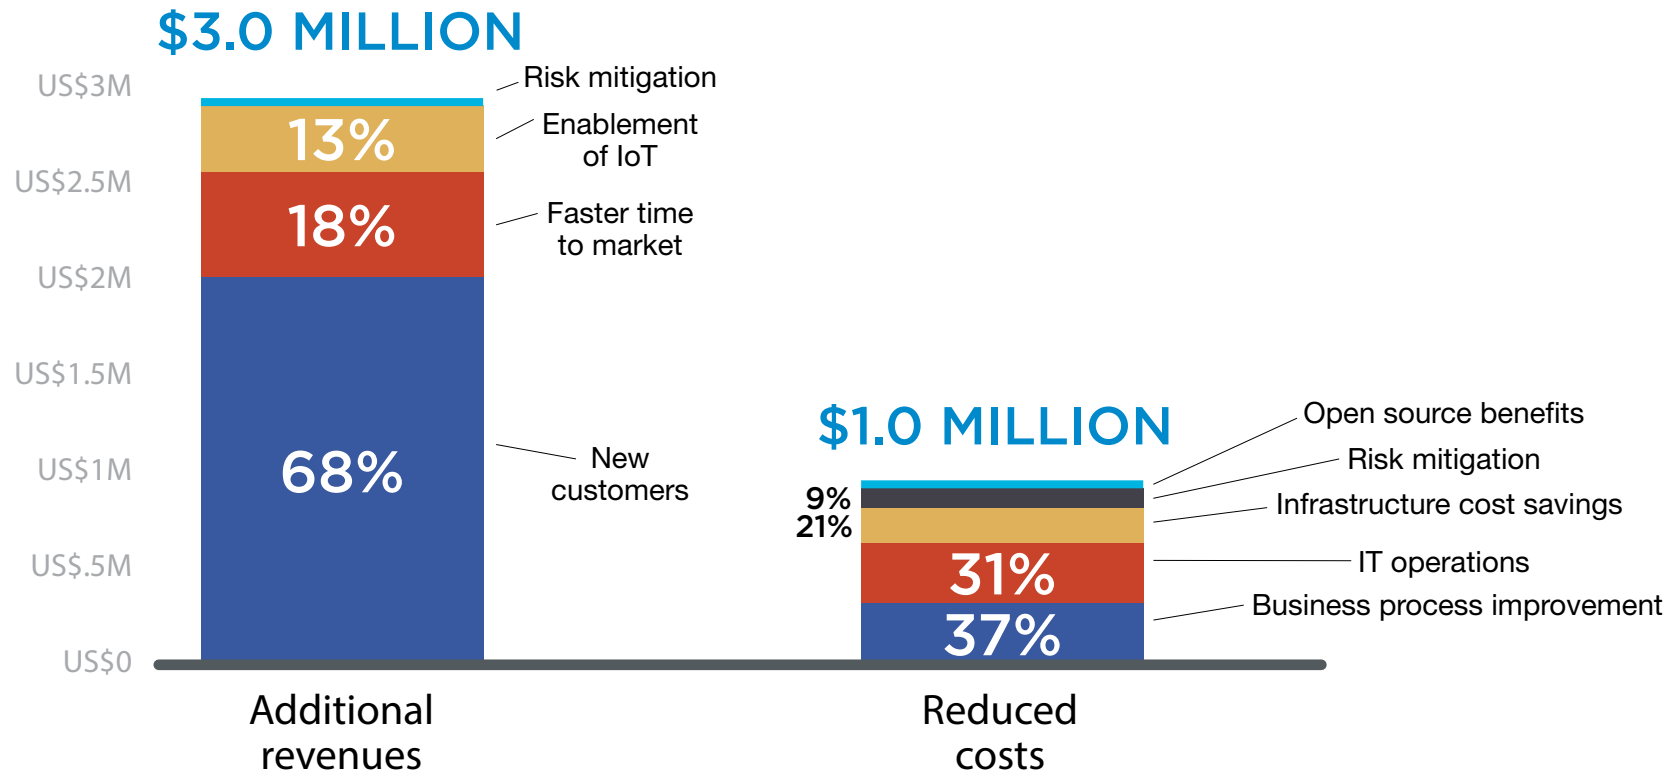 $3.0 MILLION
US$3M
US$2.5M
US$2M
US$1.5M
US$1M
US$.5M
US$0
Risk mitigation
13%
Enablement
of IoT
18%
Faster time
to market
68%
New
customers
Additional
revenues
$1.0 MILLION
Open source benefits
9%
Risk mitigation
21%
Infrastructure cost savings
31%
IT operations
37%
Business process improvement
Reduced
costs